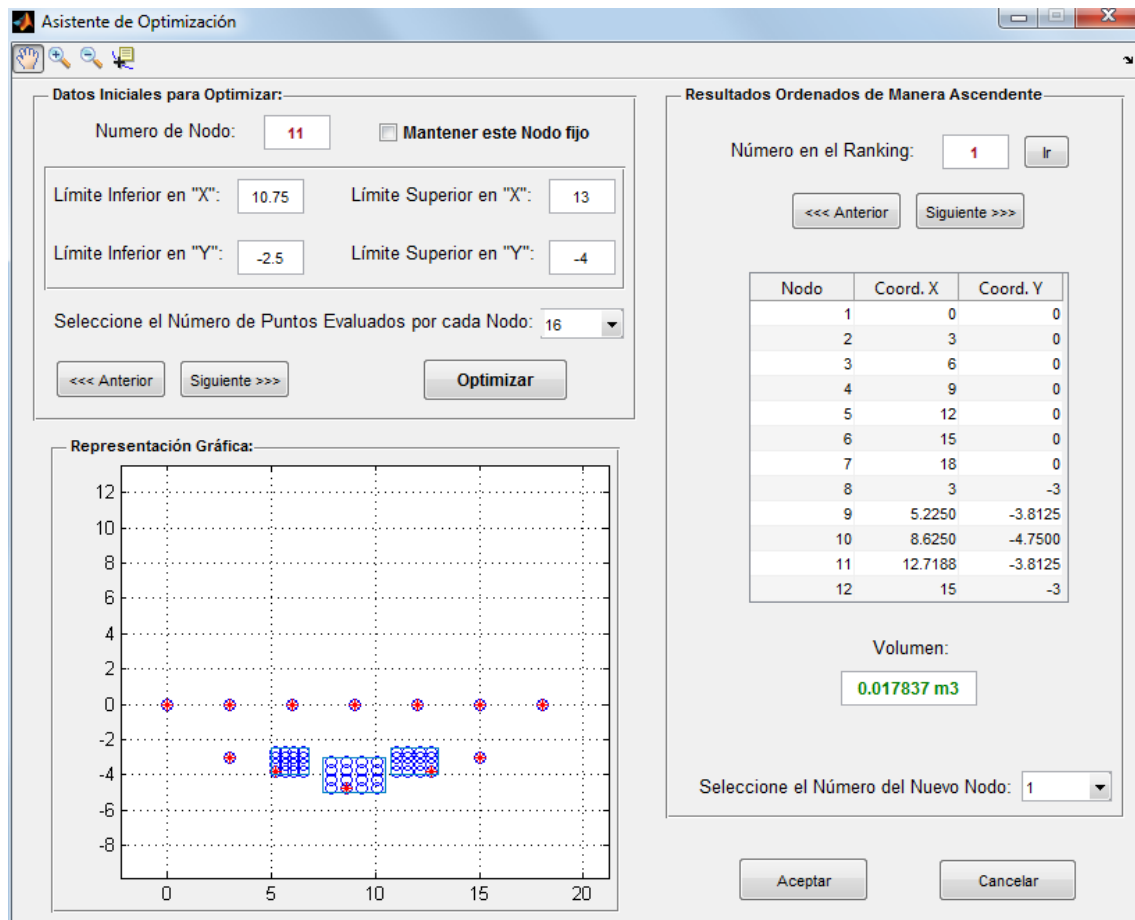 Asistente de Optimización
Datos Iniciales para Optimizar:
Numero de Nodo: 11 Mantener este Nodo fijo
Límite Inferior en "X": 10.75 Límite Superior en "X": 13
Límite Inferior en "Y": -2.5 Límite Superior en "Y": -4
Seleccione el Número de Puntos Evaluados por cada Nodo: 16
<<< Anterior Siguiente >>> Optimizar
Representación Gráfica:
12
10
8
6
4
2
0
-2
-4
-6
-8
0 5 10 15 20
Resultados Ordenados de Manera Ascendente
Número en el Ranking: 1 Ir
<<< Anterior Siguiente >>>
Nodo Coord. X Coord. Y
1 0 0
2 3 0
3 6 0
4 9 0
5 12 0
6 15 0
7 18 0
8 3 -3
9 5.2250 -3.8125
10 8.6250 -4.7500
11 12.7188 -3.8125
12 15 -3
Volumen:
0.017837 m3
Seleccione el Número del Nuevo Nodo: 1
Aceptar Cancelar